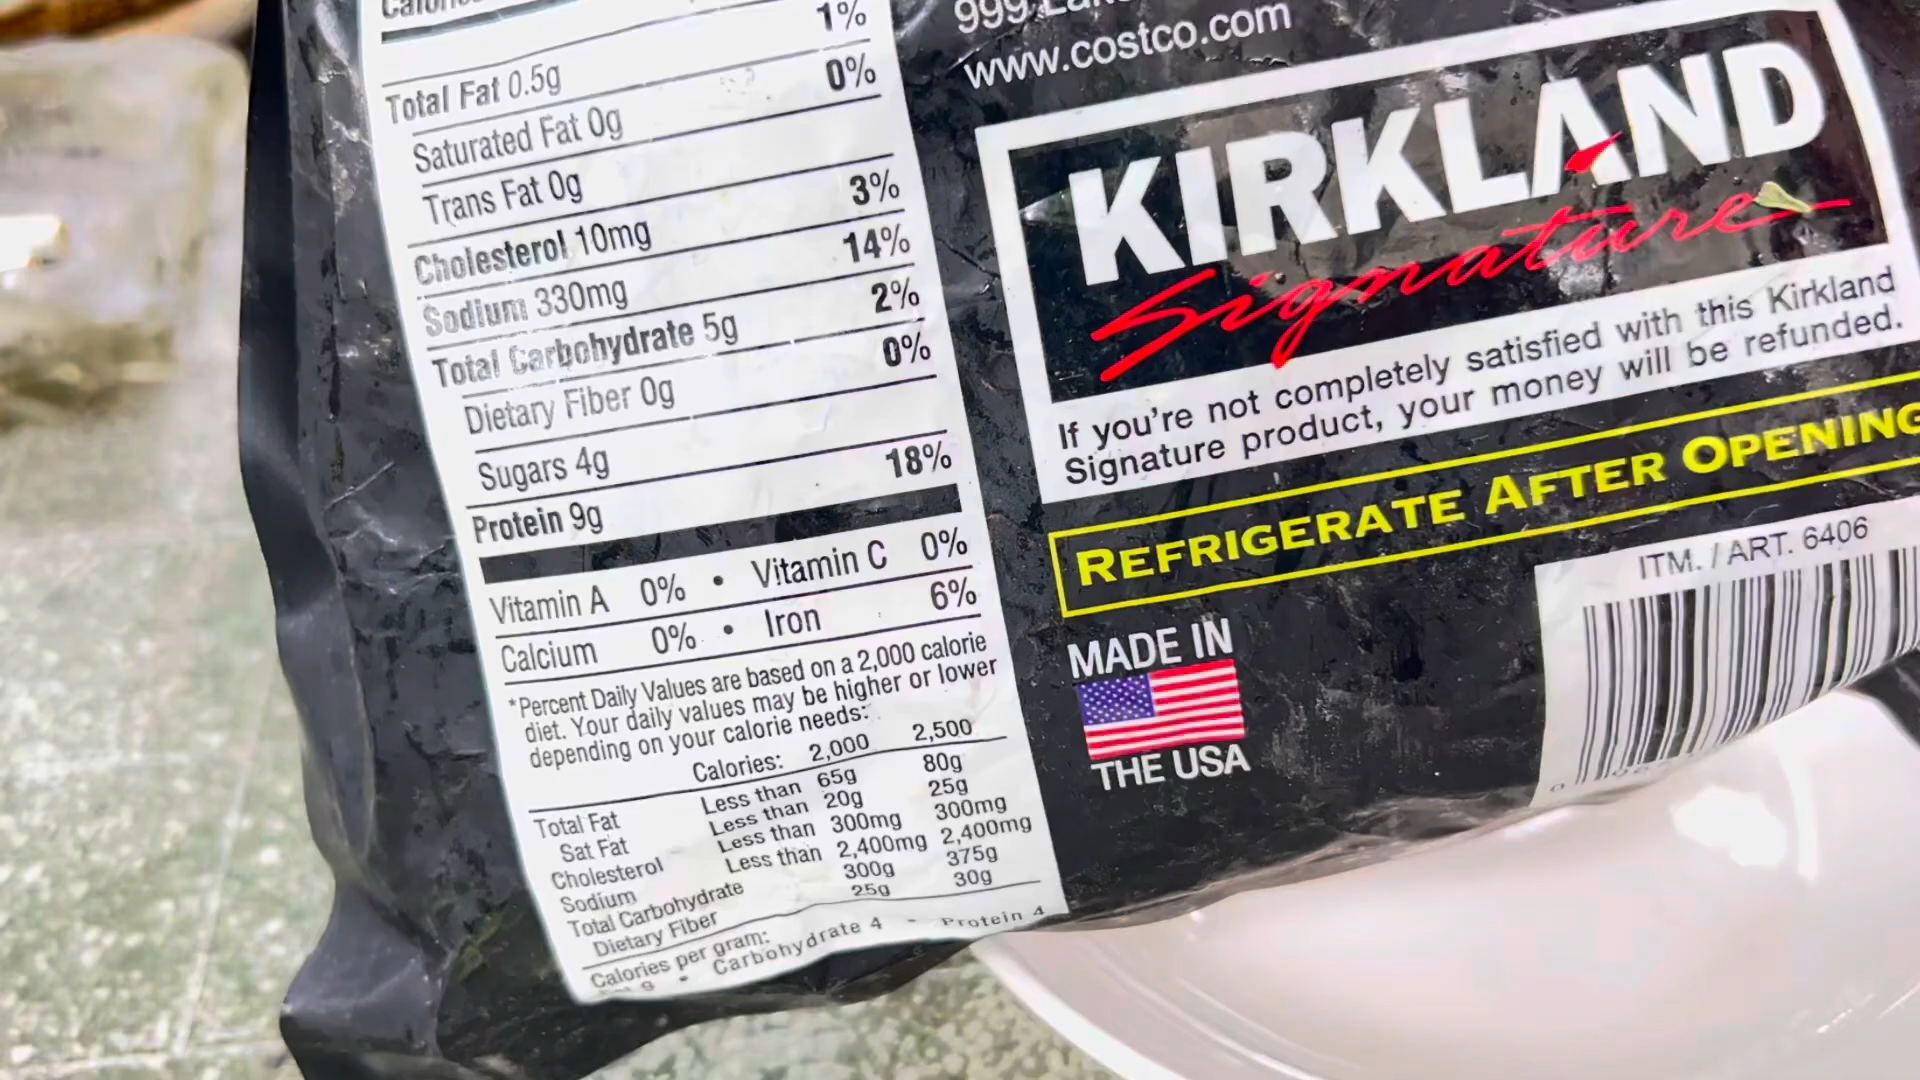 1%
Total Fat 0.5g
0%
Saturated Fat 0g
Trans Fat 0g
3%
Cholesterol 10mg
14%
Sodium 330mg
2%
Total Carbohydrate 5g
0%
Dietary Fiber 0g
Sugars 4g
18%
Protein 9g
Vitamin A 0% • Vitamin C 0%
Calcium 0% • Iron 6%
*Percent Daily Values are based on a 2,000 calorie
diet. Your daily values may be higher or lower
depending on your calorie needs:
Calories: 2,000 2,500
Total Fat Less than 65g 80g
Sat Fat Less than 20g 25g
Cholesterol Less than 300mg 300mg
Sodium Less than 2,400mg 2,400mg
Total Carbohydrate 300g 375g
Dietary Fiber 25g 30g
Calories per gram:
• Carbohydrate 4 • Protein 4
999
www.costco.com
KIRKLAND
Signature
If you're not completely satisfied with this Kirkland
Signature product, your money will be refunded.
REFRIGERATE AFTER OPENING
ITM. / ART. 6406
MADE IN
THE USA